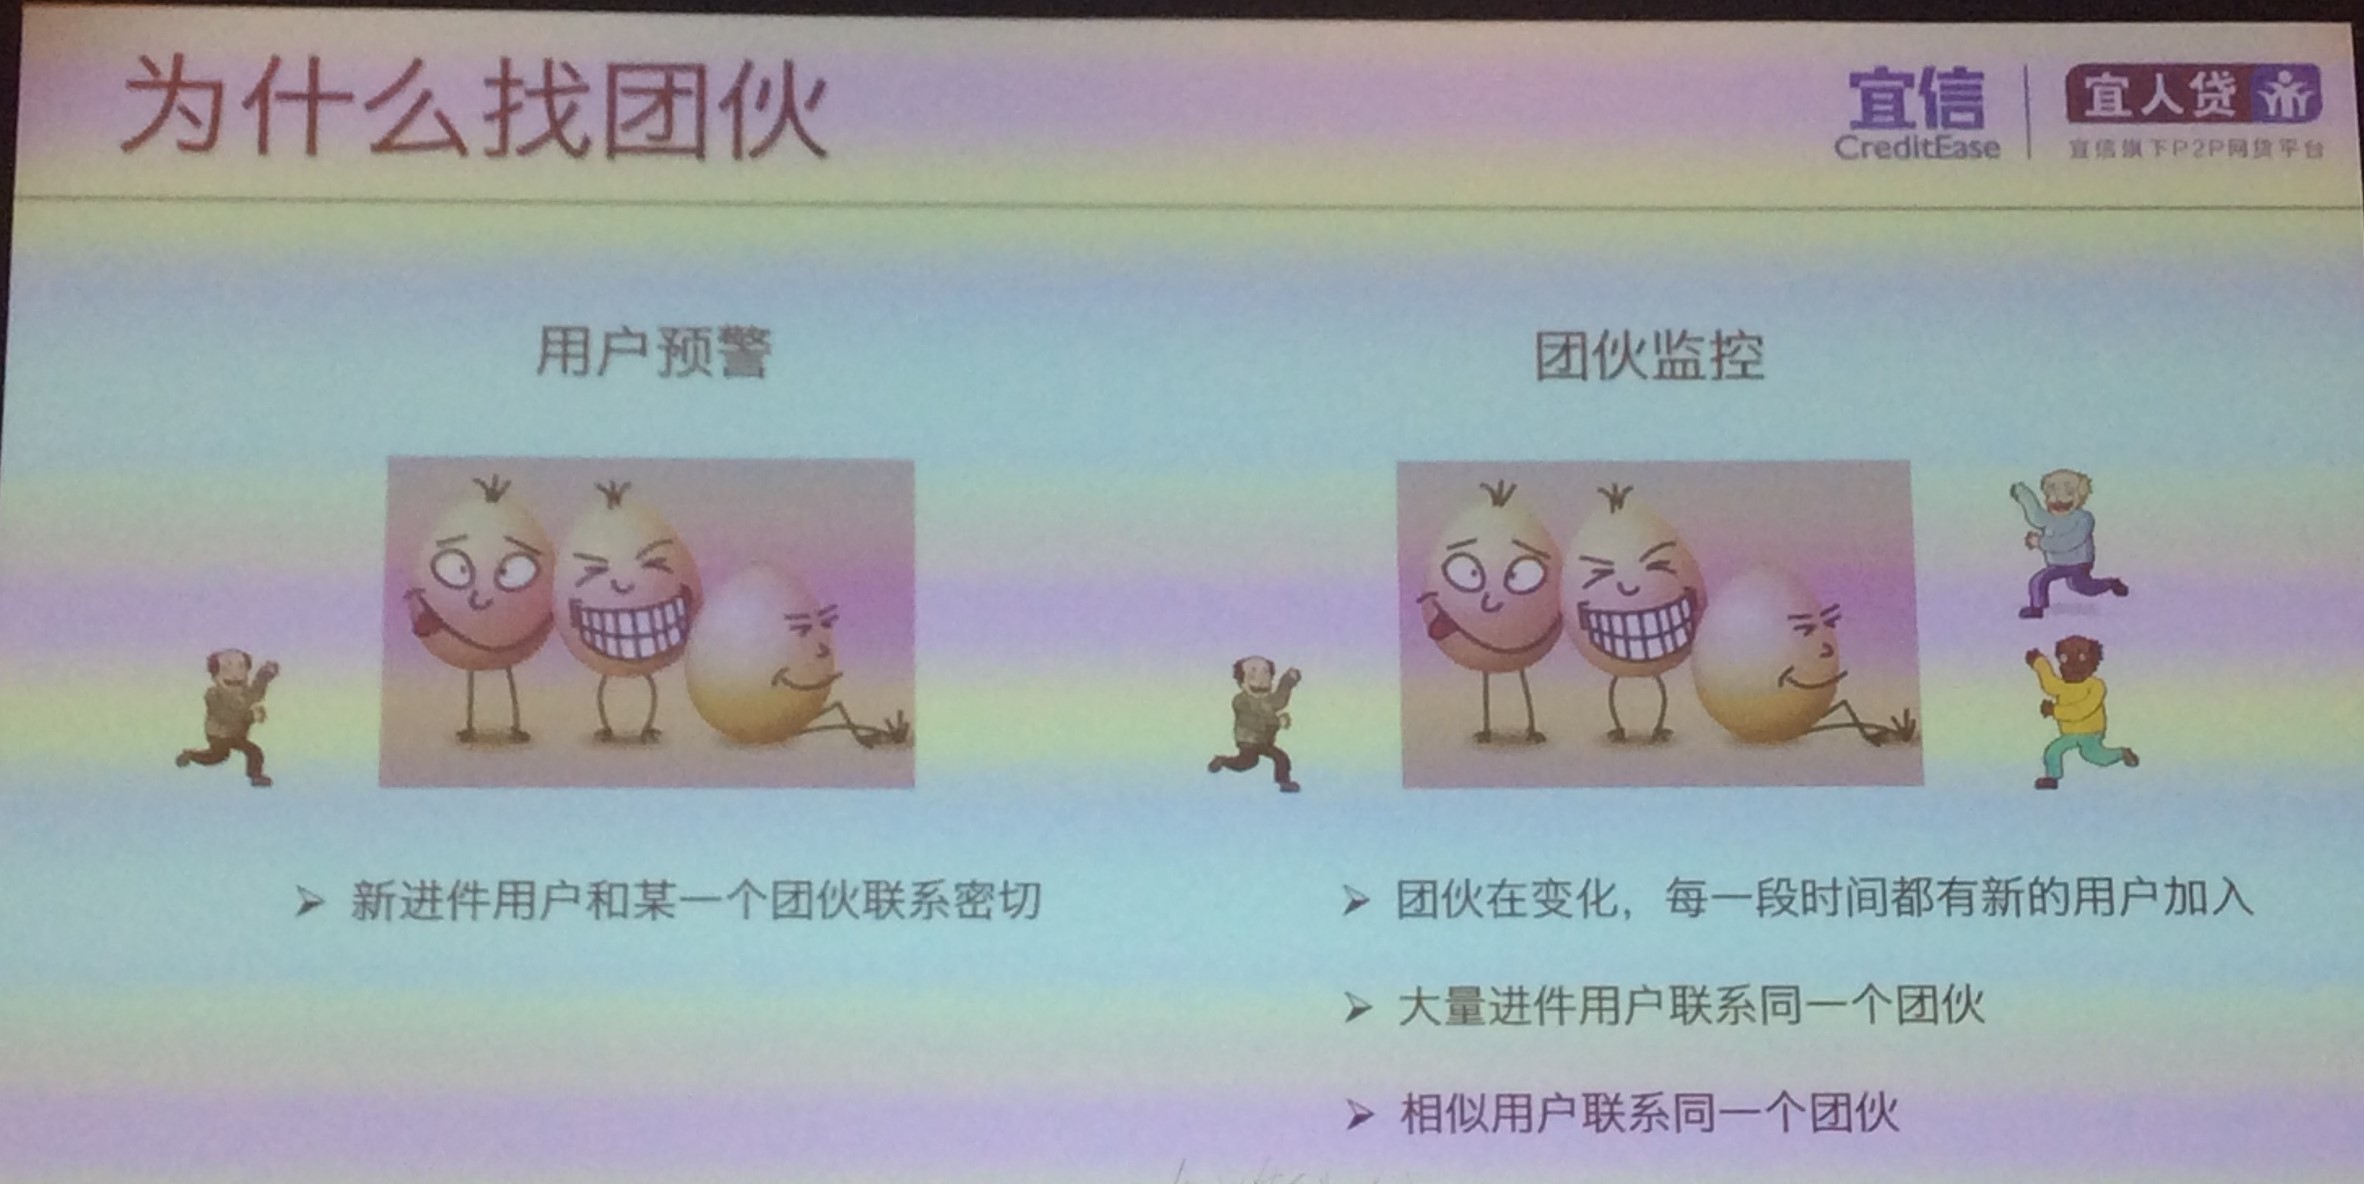 为什么找团伙
宜信
CreditEase
宜人贷
宜信旗下P2P网贷平台
用户预警
团伙监控
➢ 新进件用户和某一个团伙联系密切
➢ 团伙在变化，每一段时间都有新的用户加入
➢ 大量进件用户联系同一个团伙
➢ 相似用户联系同一个团伙